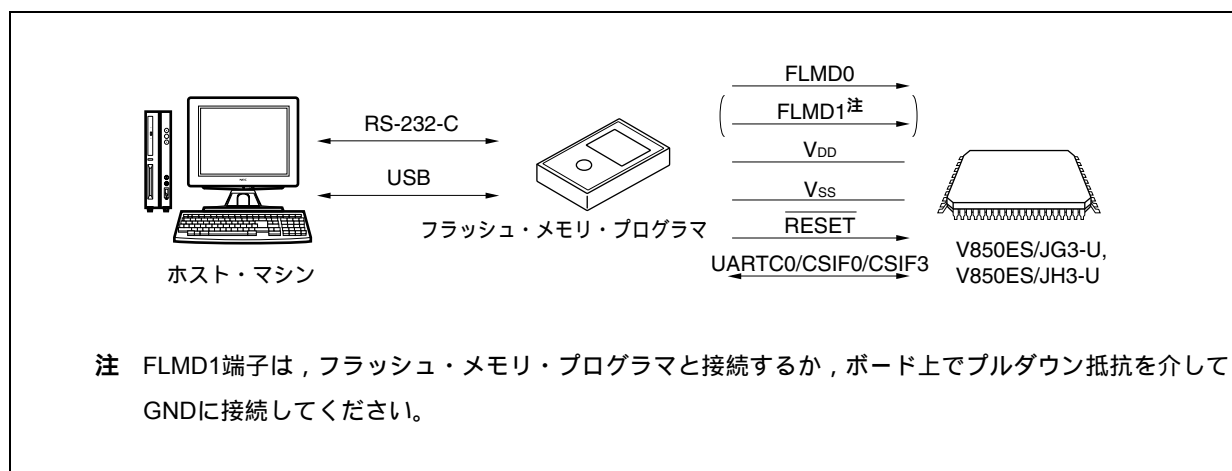 FLMD0
FLMD1注
RS-232-C
VDD
USB
VSS
フラッシュ・メモリ・プログラマ
RESET
V850ES/JG3-U,
ホスト・マシン
UARTC0/CSIF0/CSIF3
V850ES/JH3-U
注 FLMD1端子は,フラッシュ・メモリ・プログラマと接続するか,ボード上でプルダウン抵抗を介して
GNDに接続してください。